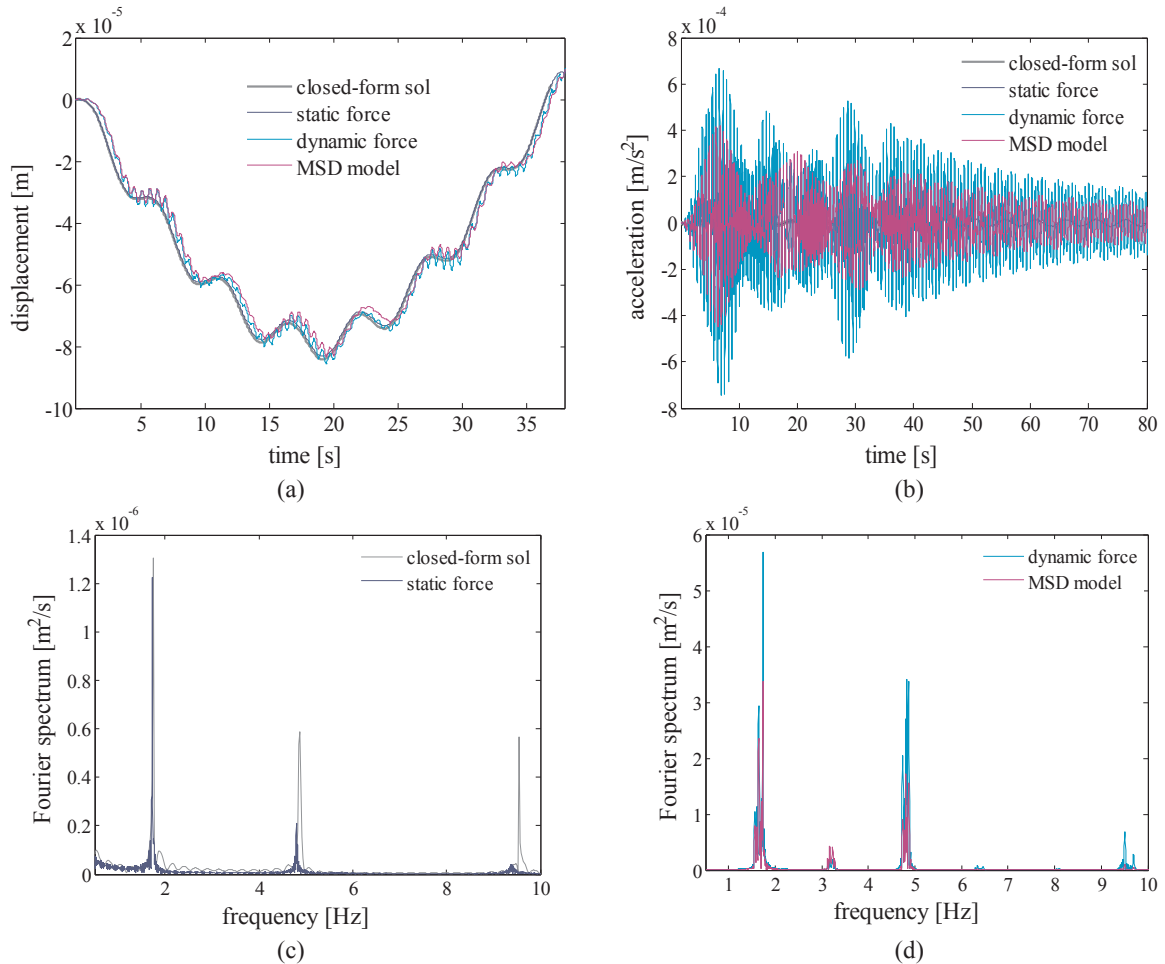 x 10^-5
2
0
-2
-4
-6
-8
-10
displacement [m]
closed-form sol
static force
dynamic force
MSD model
5 10 15 20 25 30 35
time [s]
(a)
x 10^-4
8
6
4
2
0
-2
-4
-6
-8
acceleration [m/s²]
closed-form sol
static force
dynamic force
MSD model
10 20 30 40 50 60 70 80
time [s]
(b)
x 10^-6
1.4
1.2
1
0.8
0.6
0.4
0.2
0
Fourier spectrum [m²/s]
closed-form sol
static force
2 4 6 8 10
frequency [Hz]
(c)
x 10^-5
6
5
4
3
2
1
0
Fourier spectrum [m²/s]
dynamic force
MSD model
1 2 3 4 5 6 7 8 9 10
frequency [Hz]
(d)